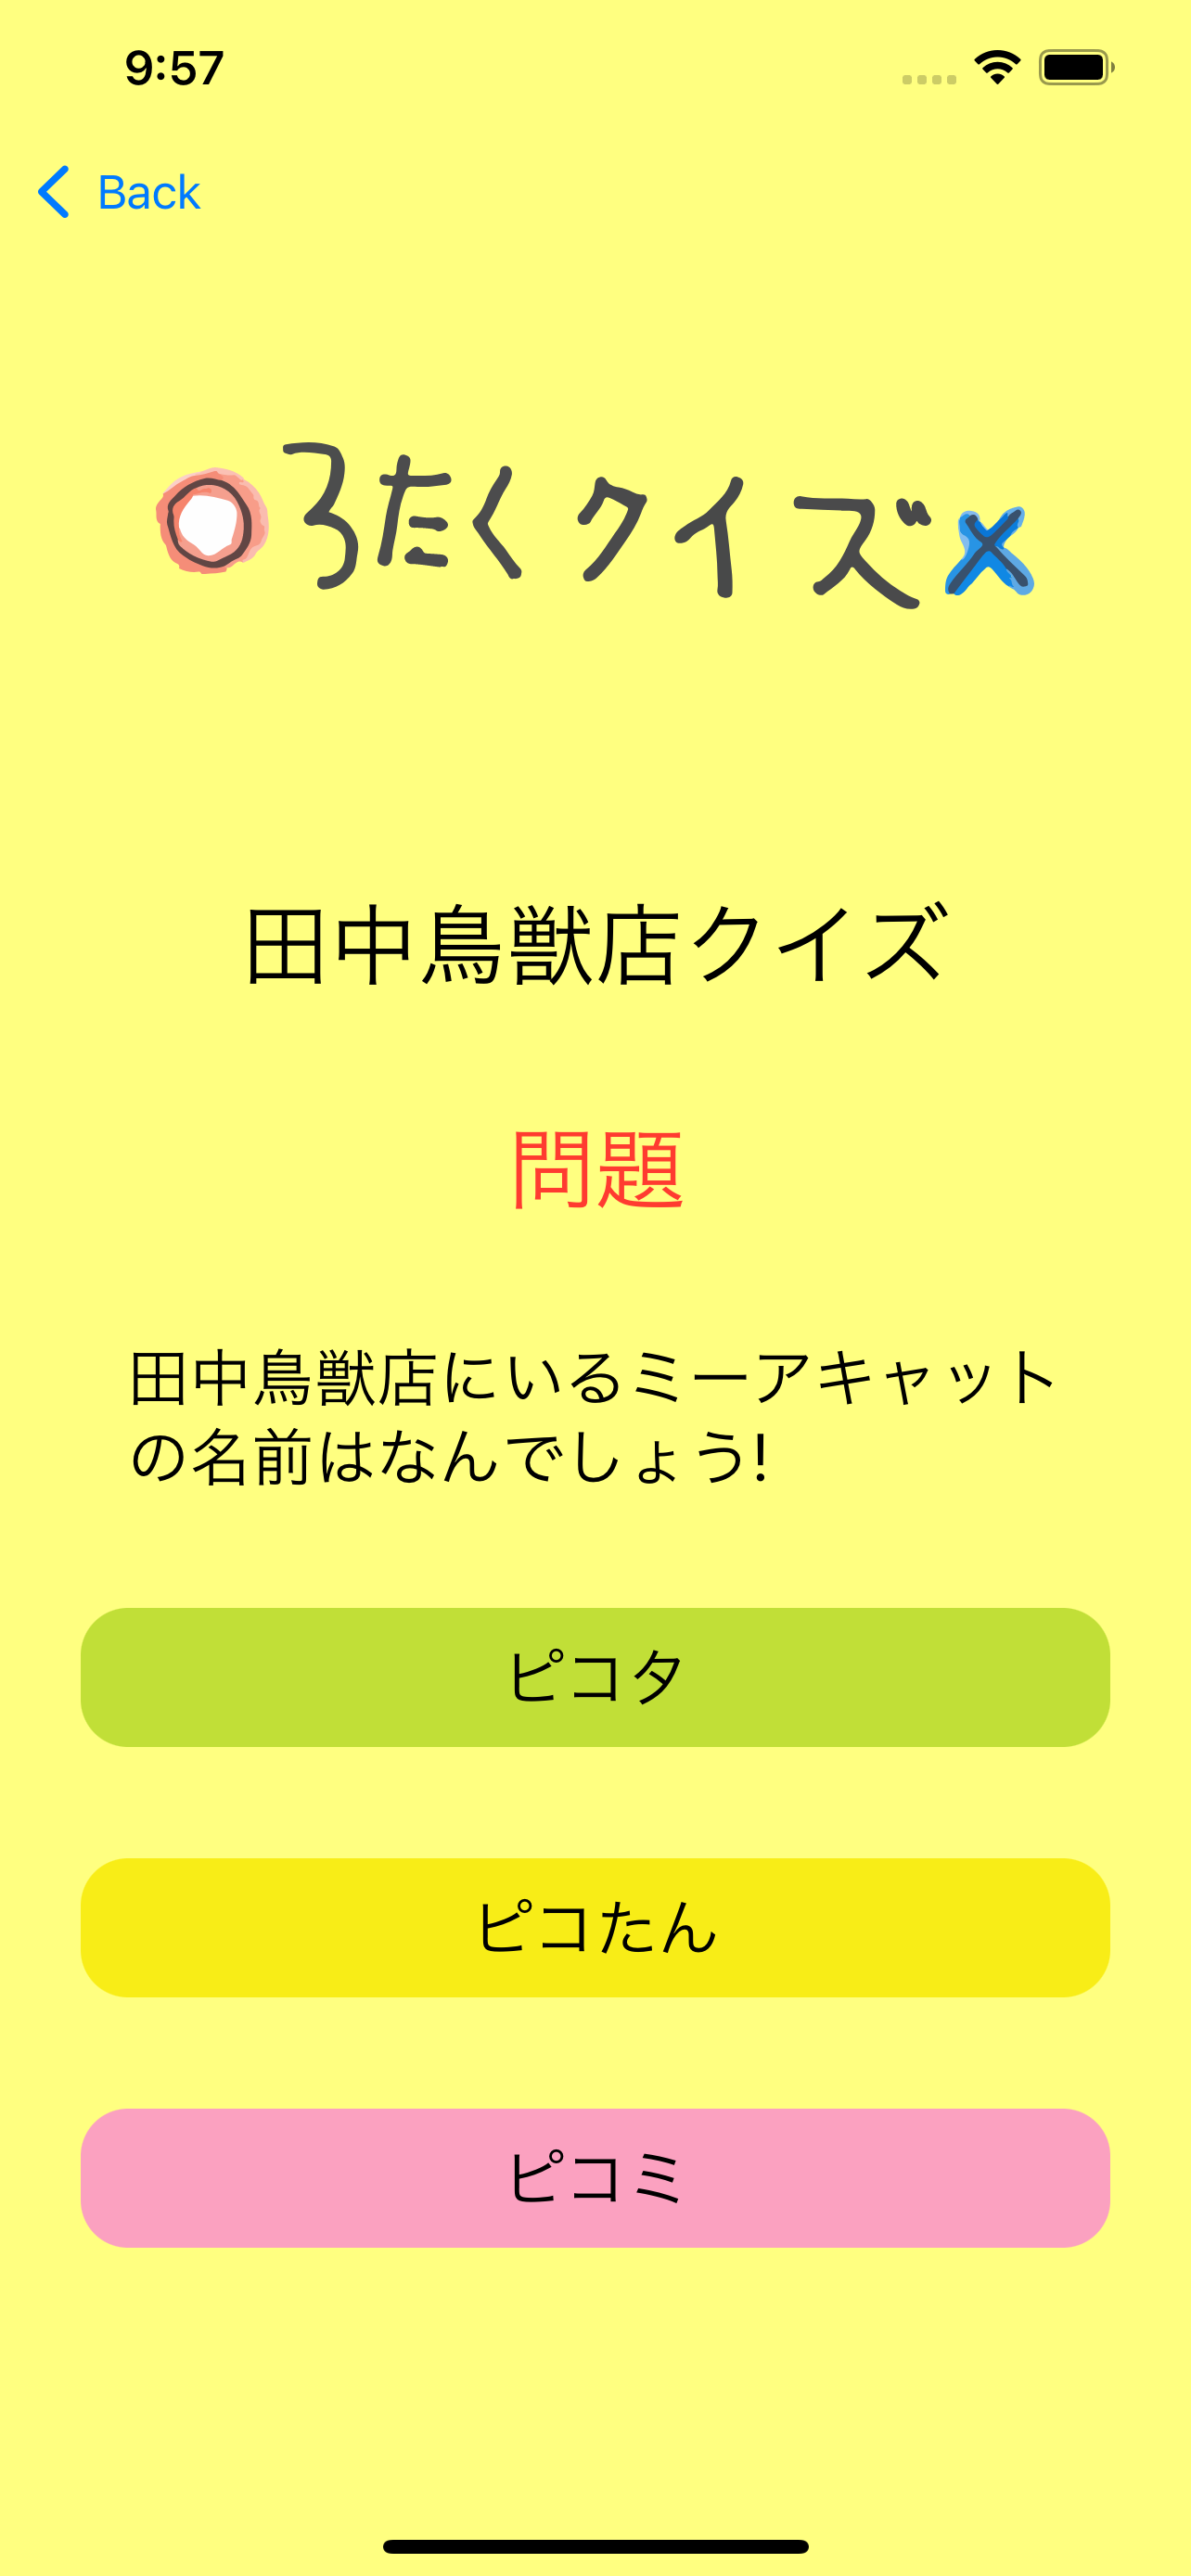 9:57
Back
3たくクイズ
田中鳥獣店クイズ
問題
田中鳥獣店にいるミーアキャット
の名前はなんでしょう!
ピコタ
ピコたん
ピコミ